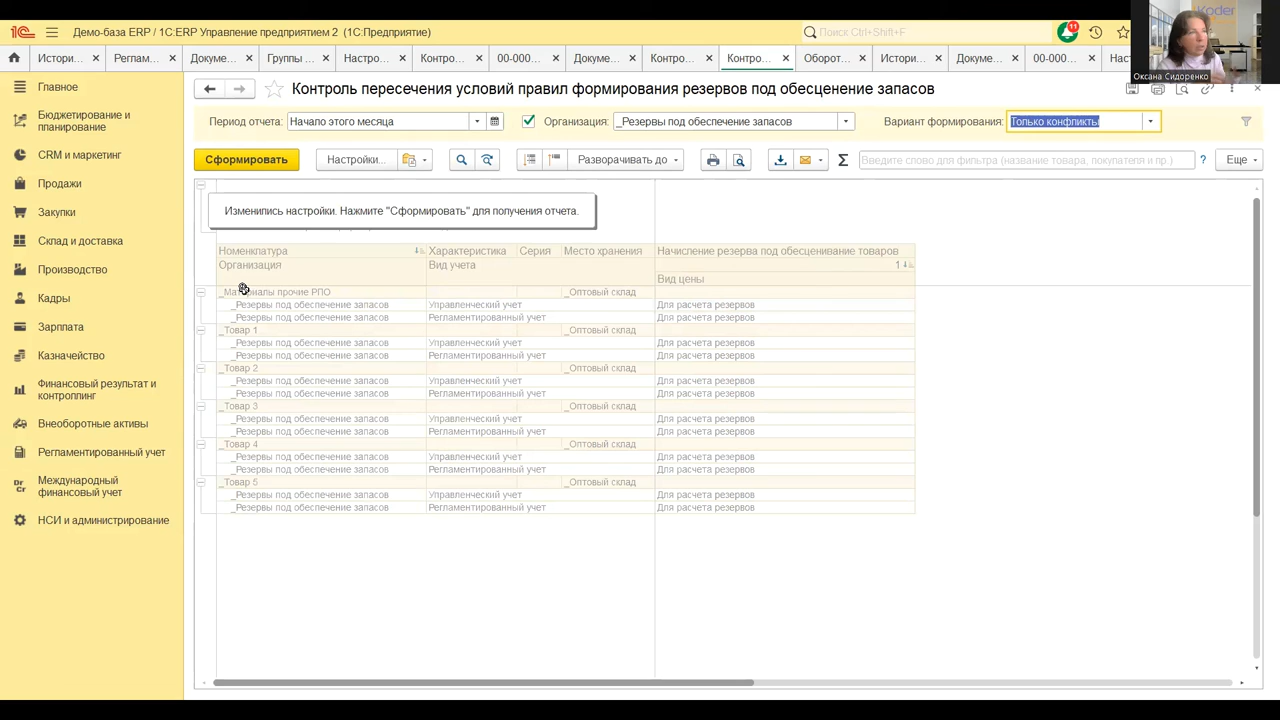 Демо-база ERP / 1С:ERP Управление предприятием 2 (1С:Предприятие)
Поиск Ctrl+Shift+F
11
Koder
Оксана Сидоренко
Истори...
Реглам...
Докуме...
Группы ...
Настро...
Контро...
00-000...
Докуме...
Контро...
Контро...
Оборот...
Истори...
Докуме...
00-000...
Главное
Бюджетирование и
планирование
CRM и маркетинг
Продажи
Закупки
Склад и доставка
Производство
Кадры
Зарплата
Казначейство
Финансовый результат и
контроллинг
Внеоборотные активы
Регламентированный учет
Международный
финансовый учет
НСИ и администрирование
Контроль пересечения условий правил формирования резервов под обесценение запасов
Период отчета: Начало этого месяца Организация: _Резервы под обеспечение запасов Вариант формирования: Только конфликты
Сформировать Настройки... Разворачивать до Σ Введите слово для фильтра (название товара, покупателя и пр.) ? Еще
Изменились настройки. Нажмите "Сформировать" для получения отчета.
Номенклатура Характеристика Серия Место хранения Начисление резерва под обесценивание товаров
Организация Вид учета 1
Вид цены
_Материалы прочие РПО _Оптовый склад
_Резервы под обеспечение запасов Управленческий учет Для расчета резервов
_Резервы под обеспечение запасов Регламентированный учет Для расчета резервов
_Товар 1 _Оптовый склад
_Резервы под обеспечение запасов Управленческий учет Для расчета резервов
_Резервы под обеспечение запасов Регламентированный учет Для расчета резервов
_Товар 2 _Оптовый склад
_Резервы под обеспечение запасов Управленческий учет Для расчета резервов
_Резервы под обеспечение запасов Регламентированный учет Для расчета резервов
_Товар 3 _Оптовый склад
_Резервы под обеспечение запасов Управленческий учет Для расчета резервов
_Резервы под обеспечение запасов Регламентированный учет Для расчета резервов
_Товар 4 _Оптовый склад
_Резервы под обеспечение запасов Управленческий учет Для расчета резервов
_Резервы под обеспечение запасов Регламентированный учет Для расчета резервов
_Товар 5 _Оптовый склад
_Резервы под обеспечение запасов Управленческий учет Для расчета резервов
_Резервы под обеспечение запасов Регламентированный учет Для расчета резервов